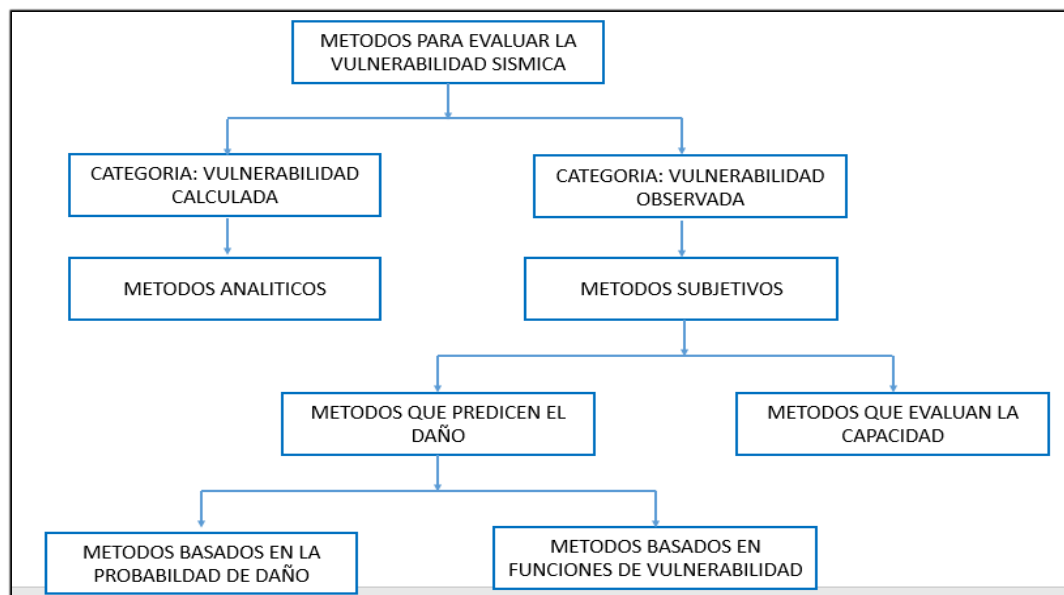 METODOS PARA EVALUAR LA
VULNERABILIDAD SISMICA
CATEGORIA: VULNERABILIDAD
CALCULADA
CATEGORIA: VULNERABILIDAD
OBSERVADA
METODOS ANALITICOS
METODOS SUBJETIVOS
METODOS QUE PREDICEN EL
DAÑO
METODOS QUE EVALUAN LA
CAPACIDAD
METODOS BASADOS EN LA
PROBABILDAD DE DAÑO
METODOS BASADOS EN
FUNCIONES DE VULNERABILIDAD